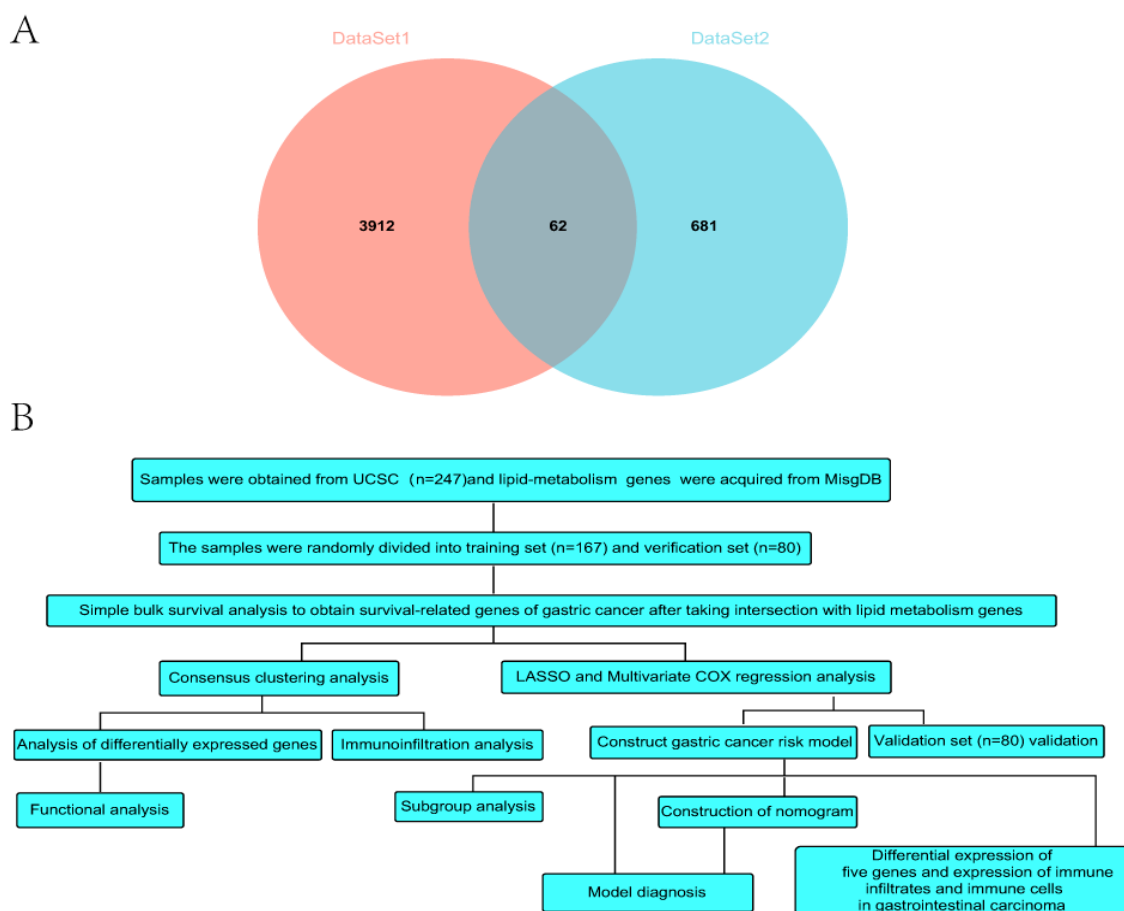 A
DataSet1
DataSet2
3912
62
681
B
Samples were obtained from UCSC (n=247)and lipid-metabolism genes were acquired from MisgDB
The samples were randomly divided into training set (n=167) and verification set (n=80)
Simple bulk survival analysis to obtain survival-related genes of gastric cancer after taking intersection with lipid metabolism genes
Consensus clustering analysis
LASSO and Multivariate COX regression analysis
Analysis of differentially expressed genes
Immunoinfiltration analysis
Construct gastric cancer risk model
Validation set (n=80) validation
Functional analysis
Subgroup analysis
Construction of nomogram
Model diagnosis
Differential expression of
five genes and expression of immune
infiltrates and immune cells
in gastrointestinal carcinoma